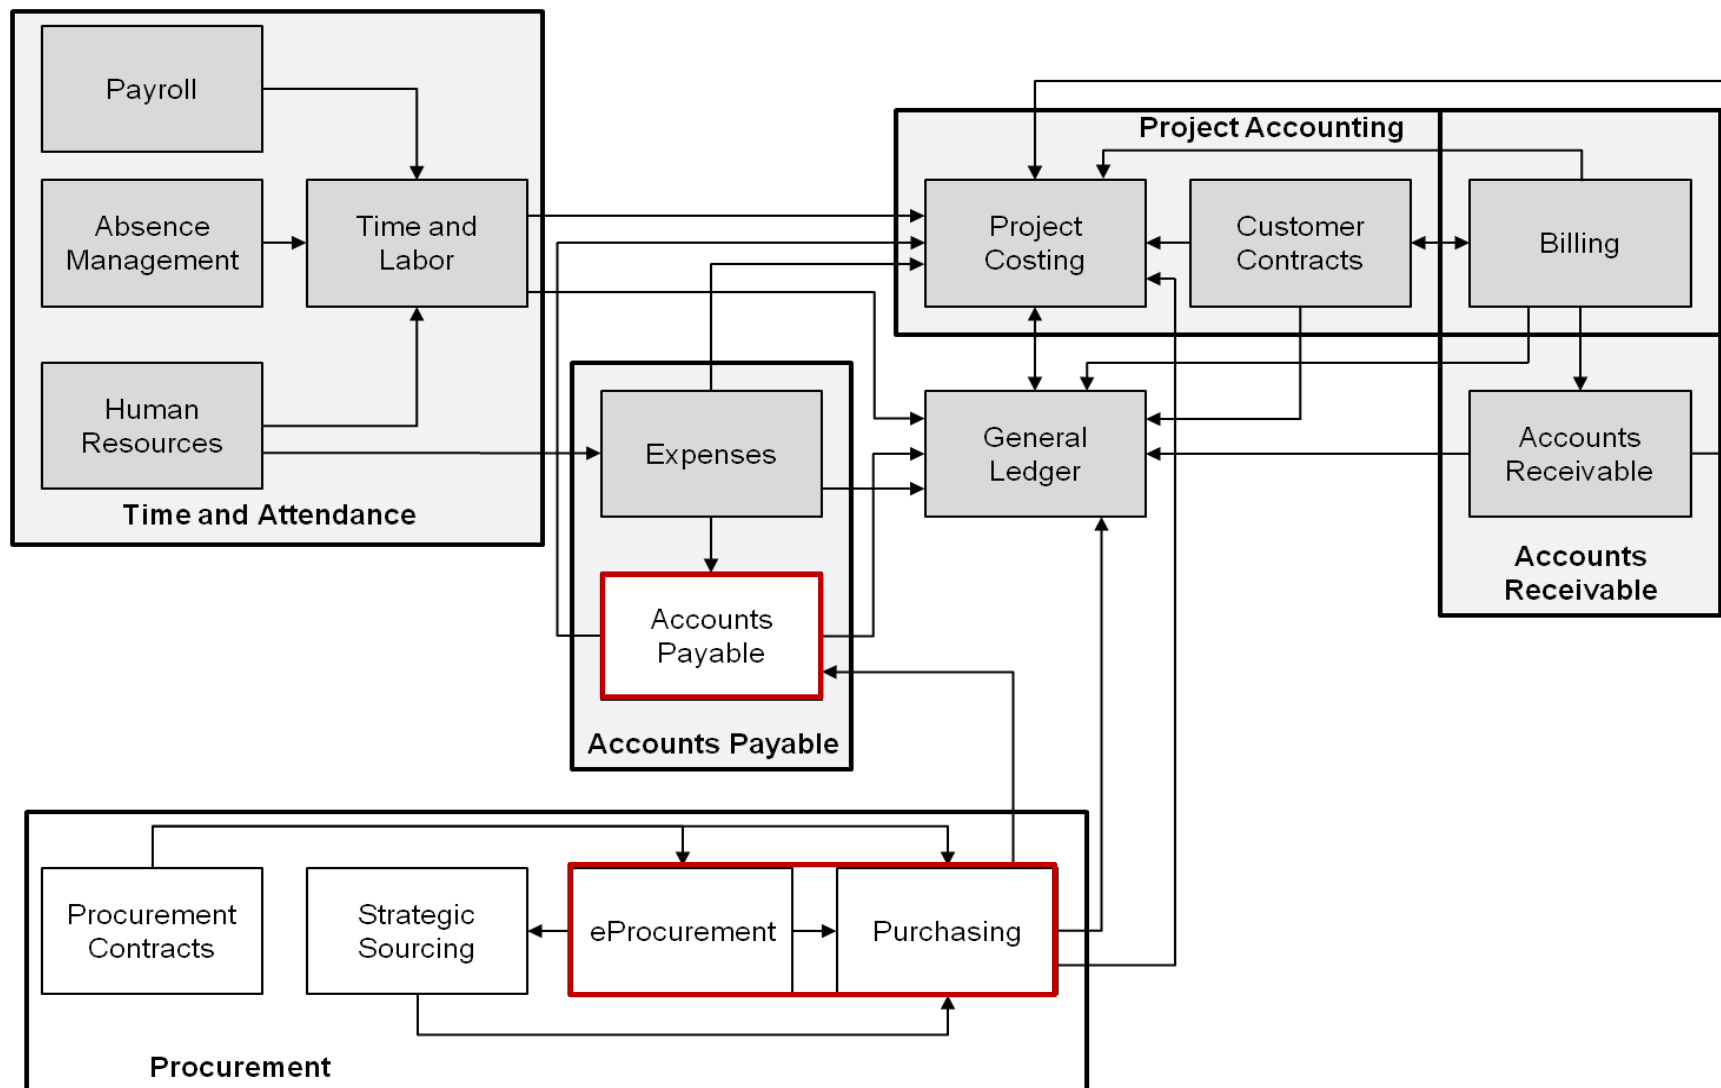 Payroll
Absence
Management
Time and
Labor
Human
Resources
Time and Attendance
Project Accounting
Project
Costing
Customer
Contracts
Billing
Expenses
General
Ledger
Accounts
Receivable
Accounts
Receivable
Accounts
Payable
Accounts Payable
Procurement
Contracts
Strategic
Sourcing
eProcurement
Purchasing
Procurement